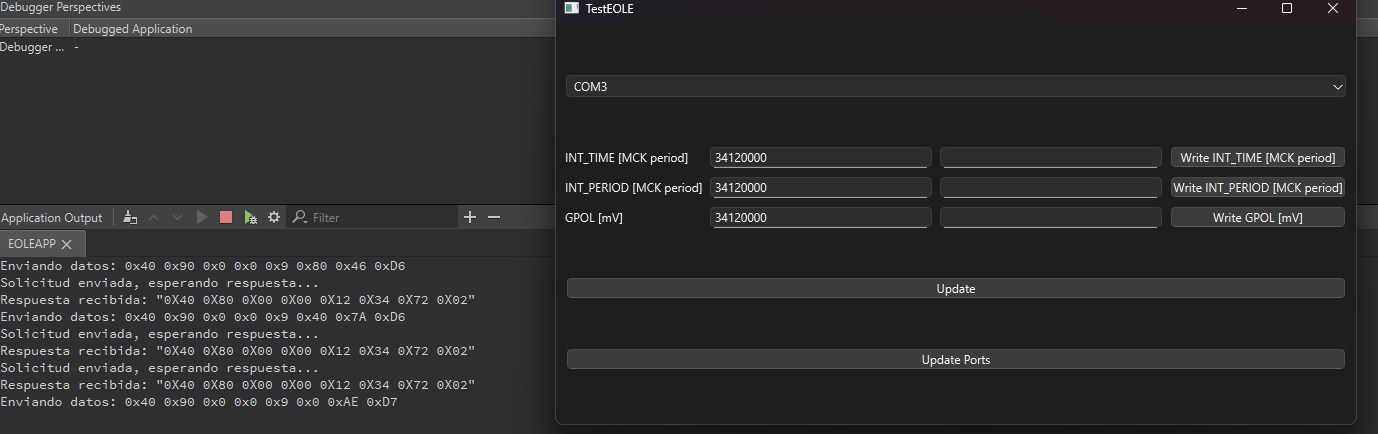 Debugger Perspectives
Perspective Debugged Application
Debugger ... -
TestEOLE
COM3
INT_TIME [MCK period] 34120000 Write INT_TIME [MCK period]
INT_PERIOD [MCK period] 34120000 Write INT_PERIOD [MCK period]
GPOL [mV] 34120000 Write GPOL [mV]
Update
Update Ports
Application Output Filter
EOLEAPP
Enviando datos: 0x40 0x90 0x0 0x0 0x9 0x80 0x46 0xD6
Solicitud enviada, esperando respuesta...
Respuesta recibida: "0X40 0X80 0X00 0X00 0X12 0X34 0X72 0X02"
Enviando datos: 0x40 0x90 0x0 0x0 0x9 0x40 0x7A 0xD6
Solicitud enviada, esperando respuesta...
Respuesta recibida: "0X40 0X80 0X00 0X00 0X12 0X34 0X72 0X02"
Solicitud enviada, esperando respuesta...
Respuesta recibida: "0X40 0X80 0X00 0X00 0X12 0X34 0X72 0X02"
Enviando datos: 0x40 0x90 0x0 0x0 0x9 0x0 0xAE 0xD7